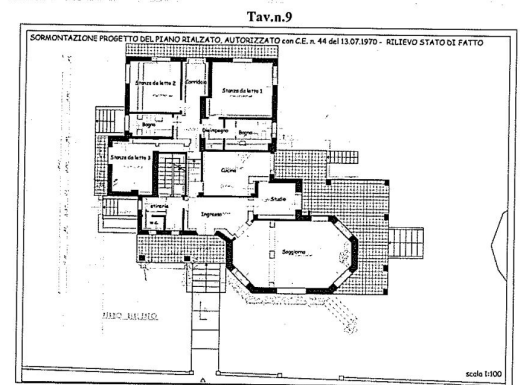 Tav.n.9
SORMONTAZIONE PROGETTO DEL PIANO RIALZATO, AUTORIZZATO con C.E. n. 44 del 13.07.1970 - RILIEVO STATO DI FATTO
Stanza da letto 2
Corridoio
Stanza da letto 1
Bagno
Disimpegno
Bagno
Stanza da letto 3
Cucina
Studio
Ingresso
w.c.
Soggiorno
scala 1:100